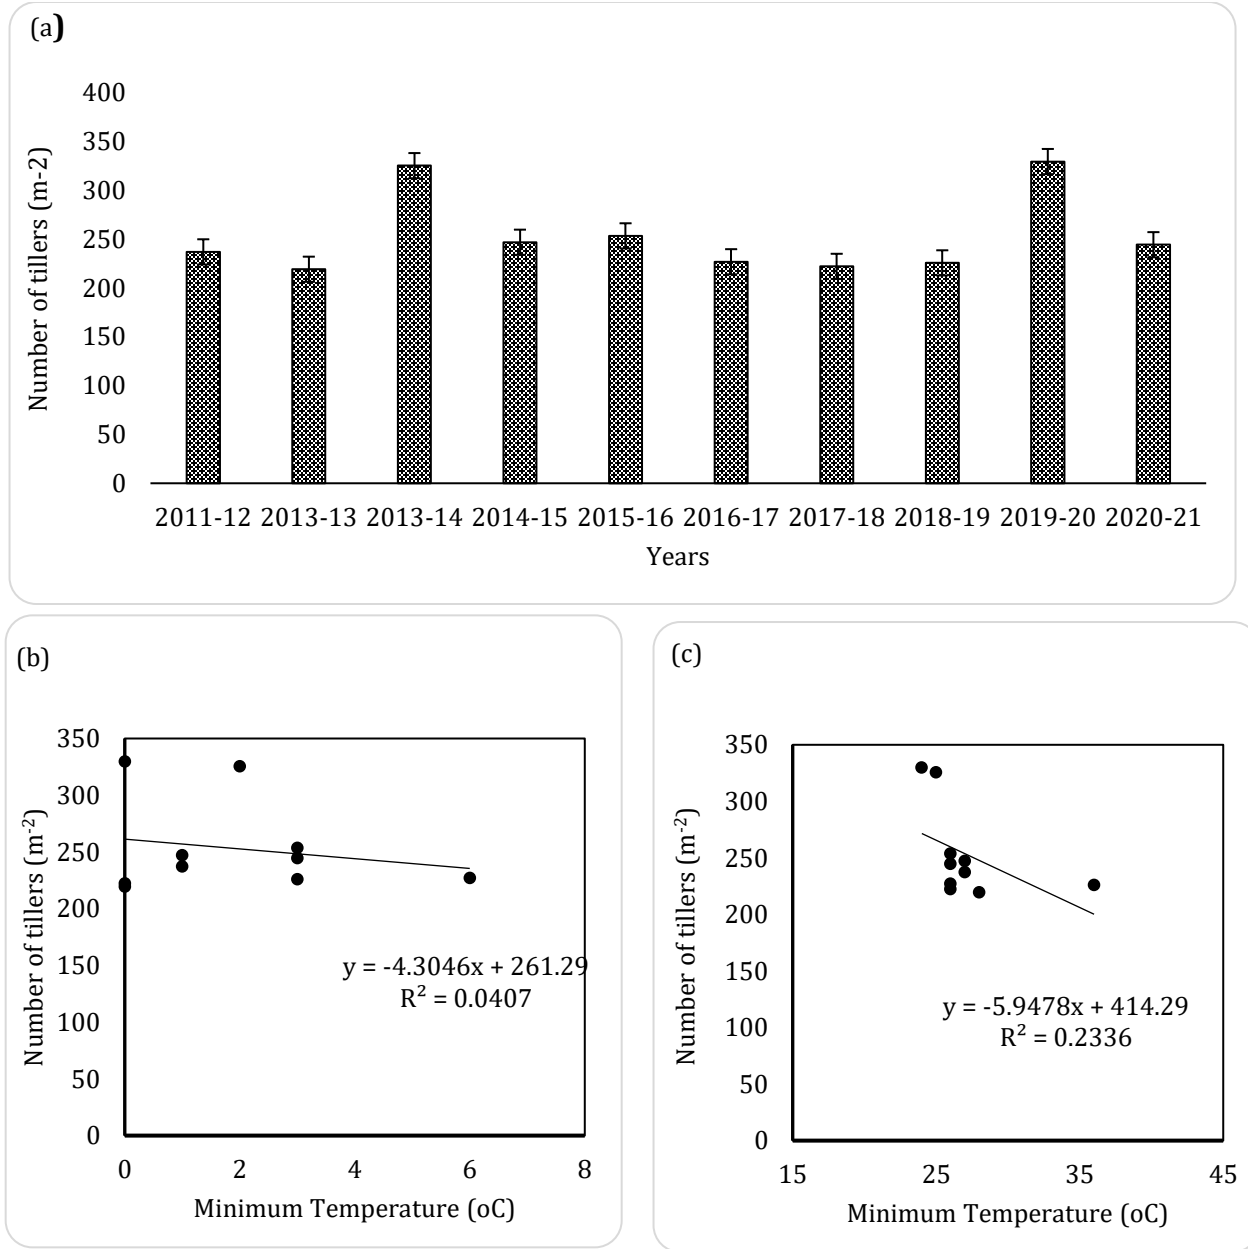 (a)
400
350
300
250
200
150
100
50
0
Number of tillers (m-2)
2011-12 2013-13 2013-14 2014-15 2015-16 2016-17 2017-18 2018-19 2019-20 2020-21
Years
(b)
350
300
250
200
150
100
50
0
Number of tillers (m-2)
y = -4.3046x + 261.29
R² = 0.0407
0 2 4 6 8
Minimum Temperature (oC)
(c)
350
300
250
200
150
100
50
0
Number of tillers (m-2)
y = -5.9478x + 414.29
R² = 0.2336
15 25 35 45
Minimum Temperature (oC)